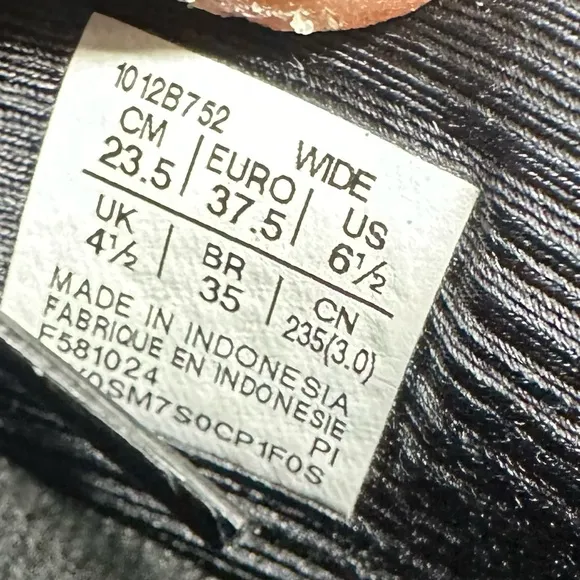 1012B752
WIDE
CM EURO US
23.5 37.5 6½
UK BR CN
4½ 35 235(3.0)
MADE IN INDONESIA
FABRIQUE EN INDONESIE
F581024 PI
0SM7S0CP1F0S